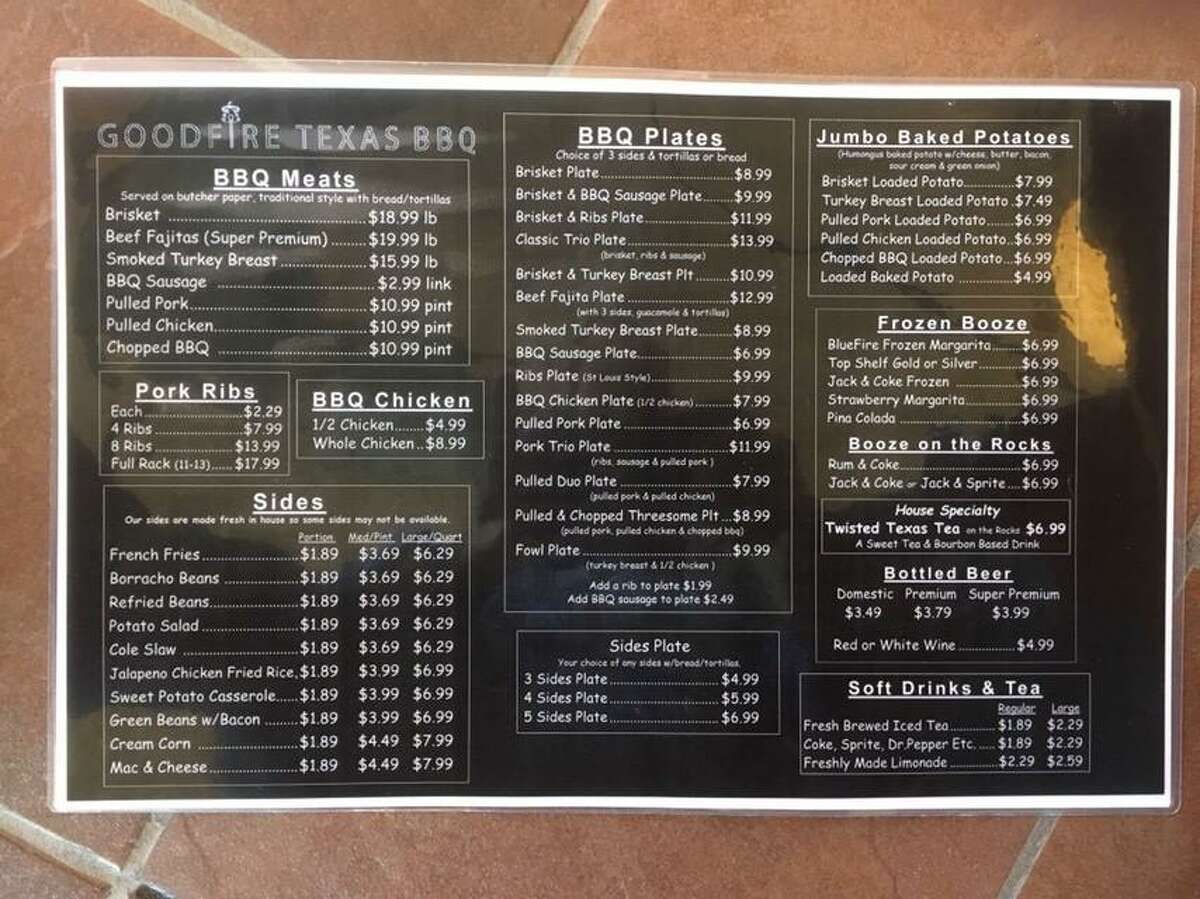 GOODFIRE TEXAS BBQ
BBQ Meats
Served on butcher paper, traditional style with bread/tortillas
Brisket ........ $18.99 lb
Beef Fajitas (Super Premium) ........ $19.99 lb
Smoked Turkey Breast ........ $15.99 lb
BBQ Sausage ........ $2.99 link
Pulled Pork ........ $10.99 pint
Pulled Chicken ........ $10.99 pint
Chopped BBQ ........ $10.99 pint
Pork Ribs
Each ........ $2.29
4 Ribs ........ $7.99
8 Ribs ........ $13.99
Full Rack (11-13) ...... $17.99
BBQ Chicken
1/2 Chicken ........ $4.99
Whole Chicken .. $8.99
Sides
Our sides are made fresh in house so some sides may not be available.
Portion Med/Pint Large/Quart
French Fries ........ $1.89 $3.69 $6.29
Borracho Beans ........ $1.89 $3.69 $6.29
Refried Beans ........ $1.89 $3.69 $6.29
Potato Salad ........ $1.89 $3.69 $6.29
Cole Slaw ........ $1.89 $3.69 $6.29
Jalapeno Chicken Fried Rice. $1.89 $3.99 $6.99
Sweet Potato Casserole ..... $1.89 $3.99 $6.99
Green Beans w/Bacon ........ $1.89 $3.99 $6.99
Cream Corn ........ $1.89 $4.49 $7.99
Mac & Cheese ........ $1.89 $4.49 $7.99
BBQ Plates
Choice of 3 sides & tortillas or bread
Brisket Plate ........ $8.99
Brisket & BBQ Sausage Plate ........ $9.99
Brisket & Ribs Plate ........ $11.99
Classic Trio Plate ........ $13.99
(brisket, ribs & sausage)
Brisket & Turkey Breast Plt ........ $10.99
Beef Fajita Plate ........ $12.99
(with 3 sides, guacamole & tortillas)
Smoked Turkey Breast Plate ........ $8.99
BBQ Sausage Plate ........ $6.99
Ribs Plate (St Louis Style) ........ $9.99
BBQ Chicken Plate (1/2 chicken) ........ $7.99
Pulled Pork Plate ........ $6.99
Pork Trio Plate ........ $11.99
(ribs, sausage & pulled pork )
Pulled Duo Plate ........ $7.99
(pulled pork & pulled chicken)
Pulled & Chopped Threesome Plt ... $8.99
(pulled pork, pulled chicken & chopped bbq)
Fowl Plate ........ $9.99
(turkey breast & 1/2 chicken )
Add a rib to plate $1.99
Add BBQ sausage to plate $2.49
Sides Plate
Your choice of any sides w/bread/tortillas.
3 Sides Plate ........ $4.99
4 Sides Plate ........ $5.99
5 Sides Plate ........ $6.99
Jumbo Baked Potatoes
(Humongus baked potato w/cheese, butter, bacon,
sour cream & green onion)
Brisket Loaded Potato ........ $7.99
Turkey Breast Loaded Potato . $7.49
Pulled Pork Loaded Potato ...... $6.99
Pulled Chicken Loaded Potato .. $6.99
Chopped BBQ Loaded Potato ... $6.99
Loaded Baked Potato ........ $4.99
Frozen Booze
BlueFire Frozen Margarita ...... $6.99
Top Shelf Gold or Silver ........ $6.99
Jack & Coke Frozen ........ $6.99
Strawberry Margarita ........ $6.99
Pina Colada ........ $6.99
Booze on the Rocks
Rum & Coke ........ $6.99
Jack & Coke or Jack & Sprite .... $6.99
House Specialty
Twisted Texas Tea on the Rocks $6.99
A Sweet Tea & Bourbon Based Drink
Bottled Beer
Domestic Premium Super Premium
$3.49 $3.79 $3.99
Red or White Wine ........ $4.99
Soft Drinks & Tea
Regular Large
Fresh Brewed Iced Tea ........ $1.89 $2.29
Coke, Sprite, Dr.Pepper Etc. ..... $1.89 $2.29
Freshly Made Limonade ........ $2.29 $2.59